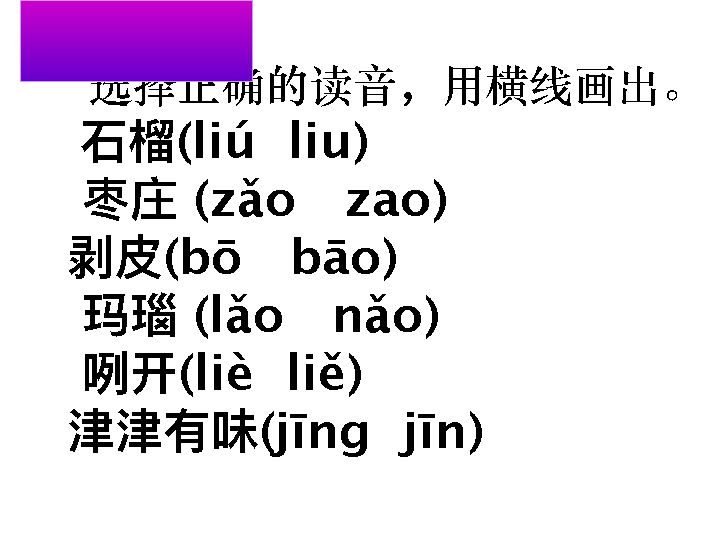 选择正确的读音，用横线画出。
石榴(liú liu)
枣庄 (zǎo zao)
剥皮(bō bāo)
玛瑙 (lǎo nǎo)
咧开(liè liě)
津津有味(jīng jīn)